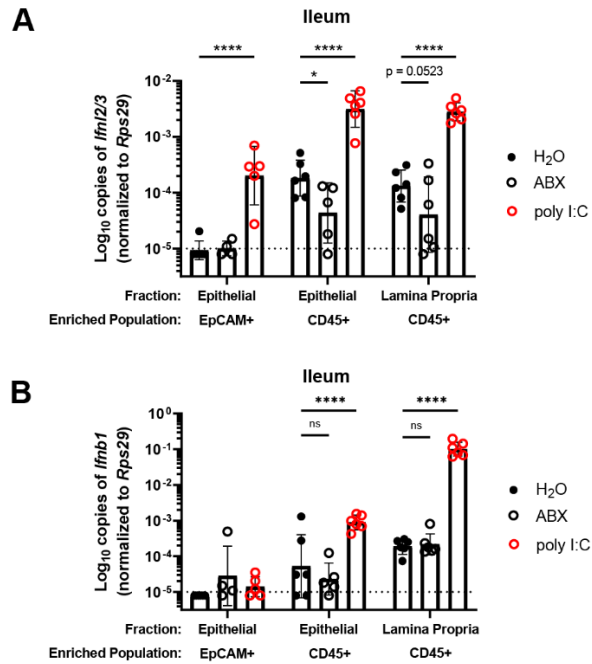 A
Ileum
****
****
****
*
p = 0.0523
Log₁₀ copies of Ifnl2/3
(normalized to Rps29)
10⁻²
10⁻³
10⁻⁴
10⁻⁵
H₂O
ABX
poly I:C
Fraction: Epithelial Epithelial Lamina Propria
Enriched Population: EpCAM+ CD45+ CD45+
B
Ileum
****
****
ns
ns
Log₁₀ copies of Ifnb1
(normalized to Rps29)
10⁰
10⁻¹
10⁻²
10⁻³
10⁻⁴
10⁻⁵
H₂O
ABX
poly I:C
Fraction: Epithelial Epithelial Lamina Propria
Enriched Population: EpCAM+ CD45+ CD45+